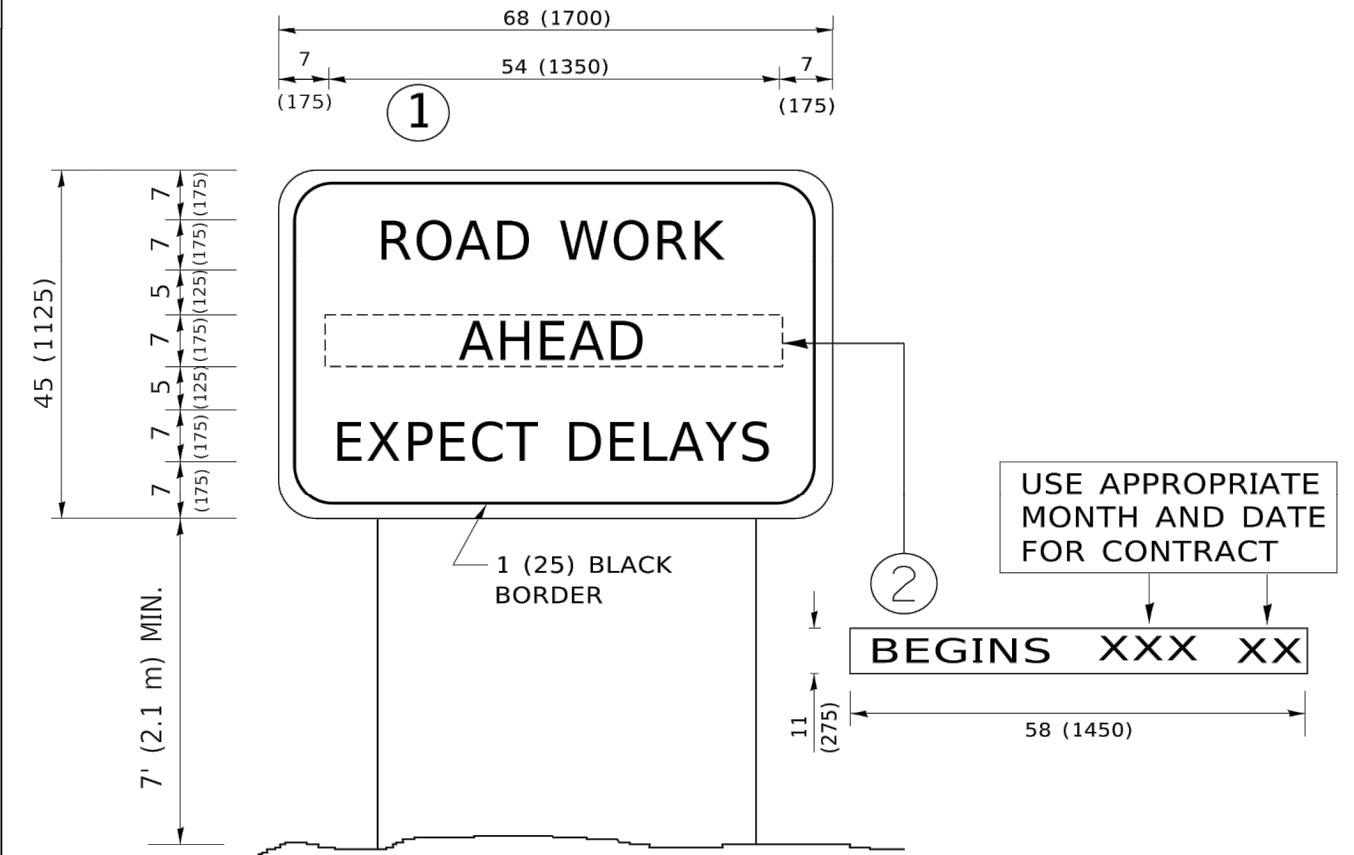 68 (1700)
7
54 (1350)
7
(175)
(175)
1
7
(175)
7
(175)
5
(125)
7
(175)
5
(125)
7
(175)
7
(175)
45 (1125)
ROAD WORK
AHEAD
EXPECT DELAYS
1 (25) BLACK
BORDER
7' (2.1 m) MIN.
USE APPROPRIATE
MONTH AND DATE
FOR CONTRACT
2
BEGINS XXX XX
11
(275)
58 (1450)